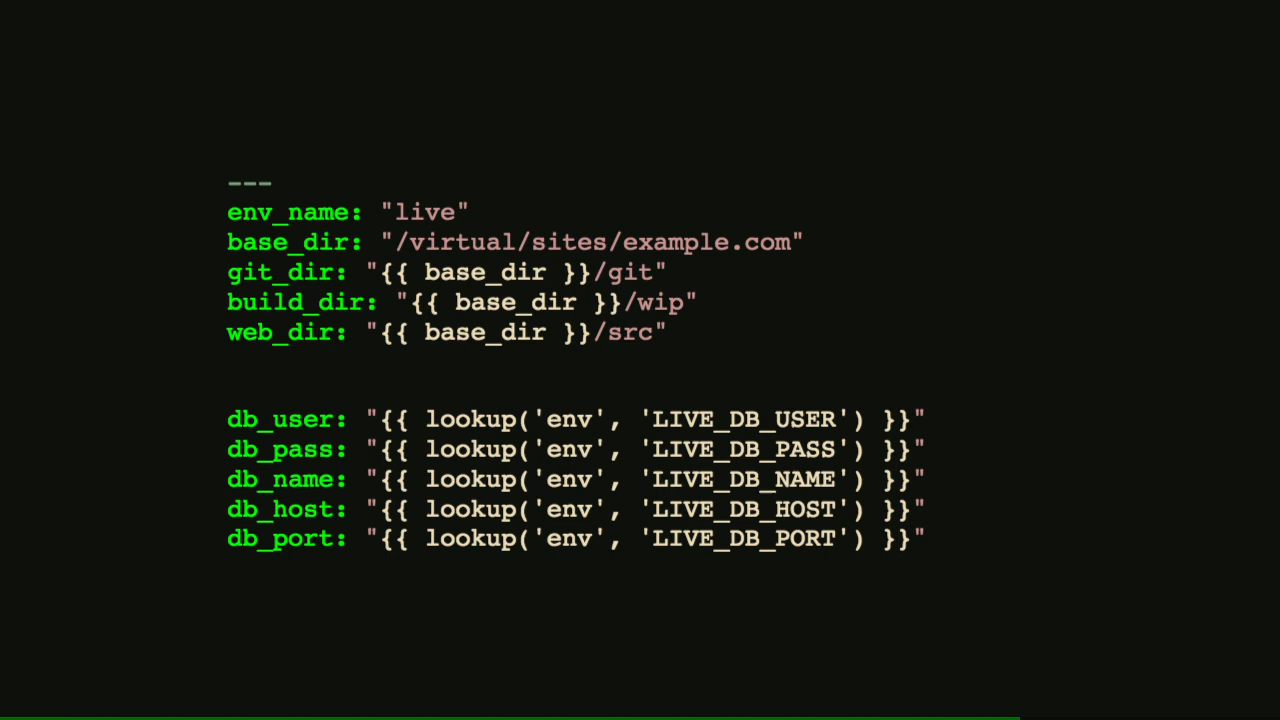 ---
env_name: "live"
base_dir: "/virtual/sites/example.com"
git_dir: "{{ base_dir }}/git"
build_dir: "{{ base_dir }}/wip"
web_dir: "{{ base_dir }}/src"
db_user: "{{ lookup('env', 'LIVE_DB_USER') }}"
db_pass: "{{ lookup('env', 'LIVE_DB_PASS') }}"
db_name: "{{ lookup('env', 'LIVE_DB_NAME') }}"
db_host: "{{ lookup('env', 'LIVE_DB_HOST') }}"
db_port: "{{ lookup('env', 'LIVE_DB_PORT') }}"